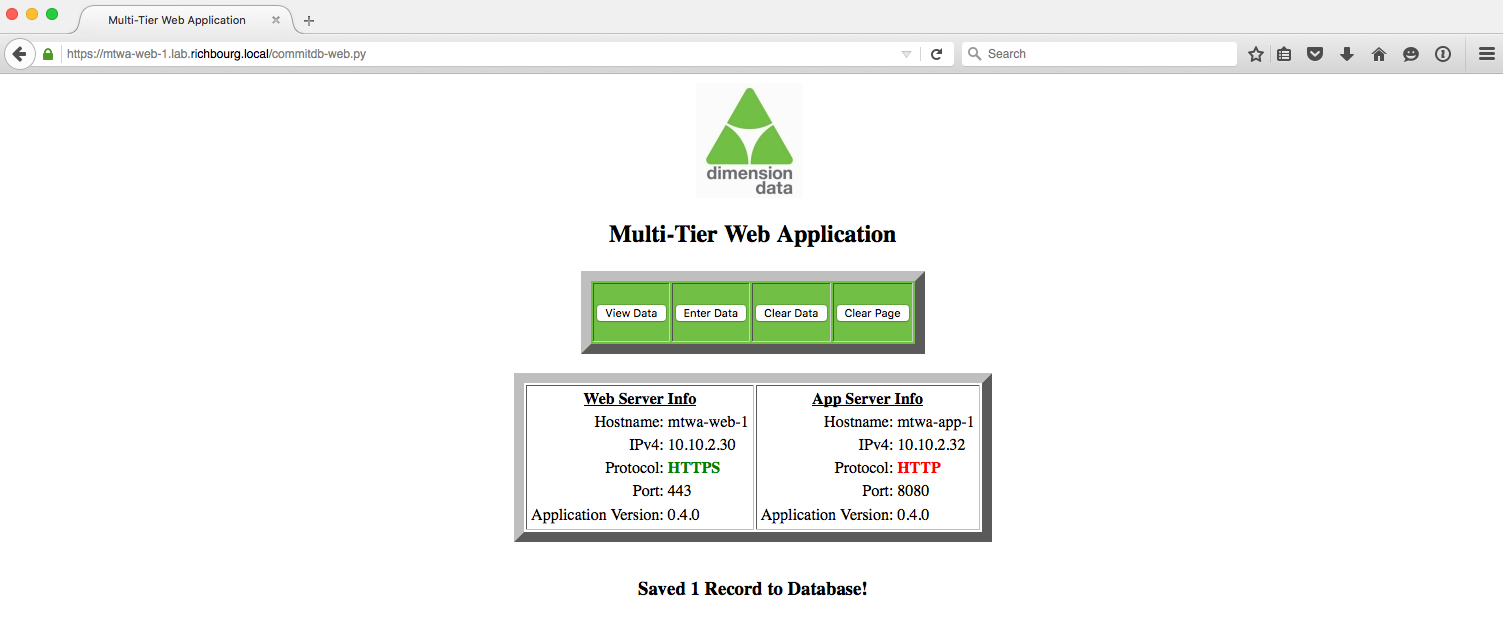 Multi-Tier Web Application
https://mtwa-web-1.lab.richbourg.local/commitdb-web.py
Search
dimension
data
Multi-Tier Web Application
View Data Enter Data Clear Data Clear Page
Web Server Info
Hostname: mtwa-web-1
IPv4: 10.10.2.30
Protocol: HTTPS
Port: 443
Application Version: 0.4.0
App Server Info
Hostname: mtwa-app-1
IPv4: 10.10.2.32
Protocol: HTTP
Port: 8080
Application Version: 0.4.0
Saved 1 Record to Database!